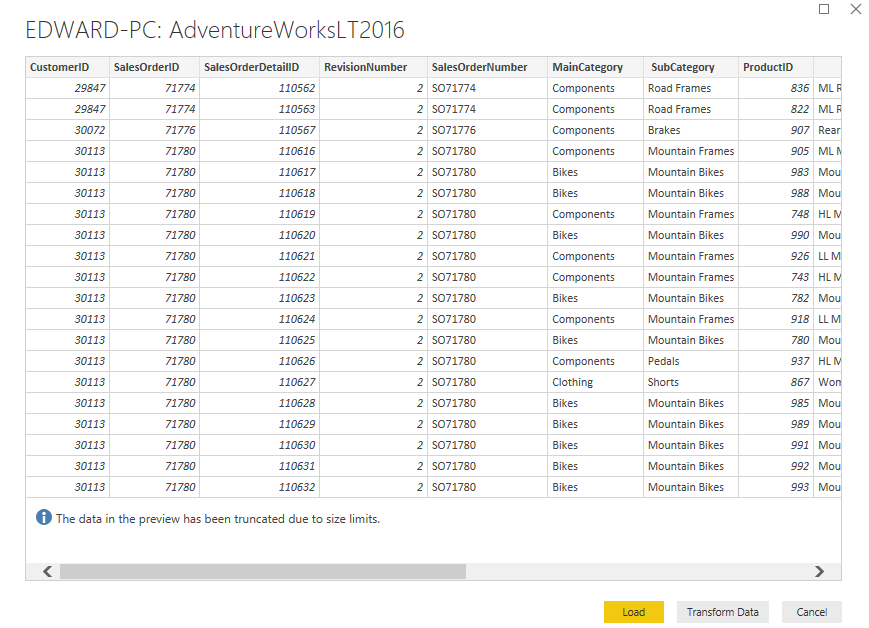 EDWARD-PC: AdventureWorksLT2016
CustomerID SalesOrderID SalesOrderDetailID RevisionNumber SalesOrderNumber MainCategory SubCategory ProductID
29847 71774 110562 2 SO71774 Components Road Frames 836 ML R
29847 71774 110563 2 SO71774 Components Road Frames 822 ML R
30072 71776 110567 2 SO71776 Components Brakes 907 Rear
30113 71780 110616 2 SO71780 Components Mountain Frames 905 ML M
30113 71780 110617 2 SO71780 Bikes Mountain Bikes 983 Mou
30113 71780 110618 2 SO71780 Bikes Mountain Bikes 988 Mou
30113 71780 110619 2 SO71780 Components Mountain Frames 748 HL M
30113 71780 110620 2 SO71780 Bikes Mountain Bikes 990 Mou
30113 71780 110621 2 SO71780 Components Mountain Frames 926 LL M
30113 71780 110622 2 SO71780 Components Mountain Frames 743 HL M
30113 71780 110623 2 SO71780 Bikes Mountain Bikes 782 Mou
30113 71780 110624 2 SO71780 Components Mountain Frames 918 LL M
30113 71780 110625 2 SO71780 Bikes Mountain Bikes 780 Mou
30113 71780 110626 2 SO71780 Components Pedals 937 HL M
30113 71780 110627 2 SO71780 Clothing Shorts 867 Wom
30113 71780 110628 2 SO71780 Bikes Mountain Bikes 985 Mou
30113 71780 110629 2 SO71780 Bikes Mountain Bikes 989 Mou
30113 71780 110630 2 SO71780 Bikes Mountain Bikes 991 Mou
30113 71780 110631 2 SO71780 Bikes Mountain Bikes 992 Mou
30113 71780 110632 2 SO71780 Bikes Mountain Bikes 993 Mou
The data in the preview has been truncated due to size limits.
Load Transform Data Cancel